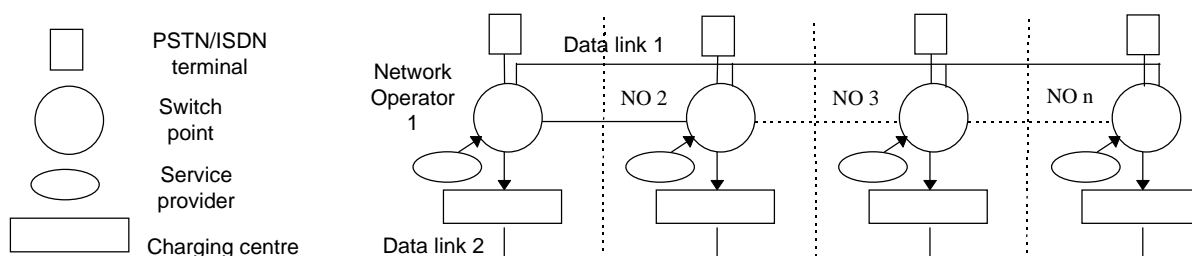 PSTN/ISDN
terminal
Switch
point
Service
provider
Charging centre
Data link 1
Network
Operator
1
NO 2
NO 3
NO n
Data link 2